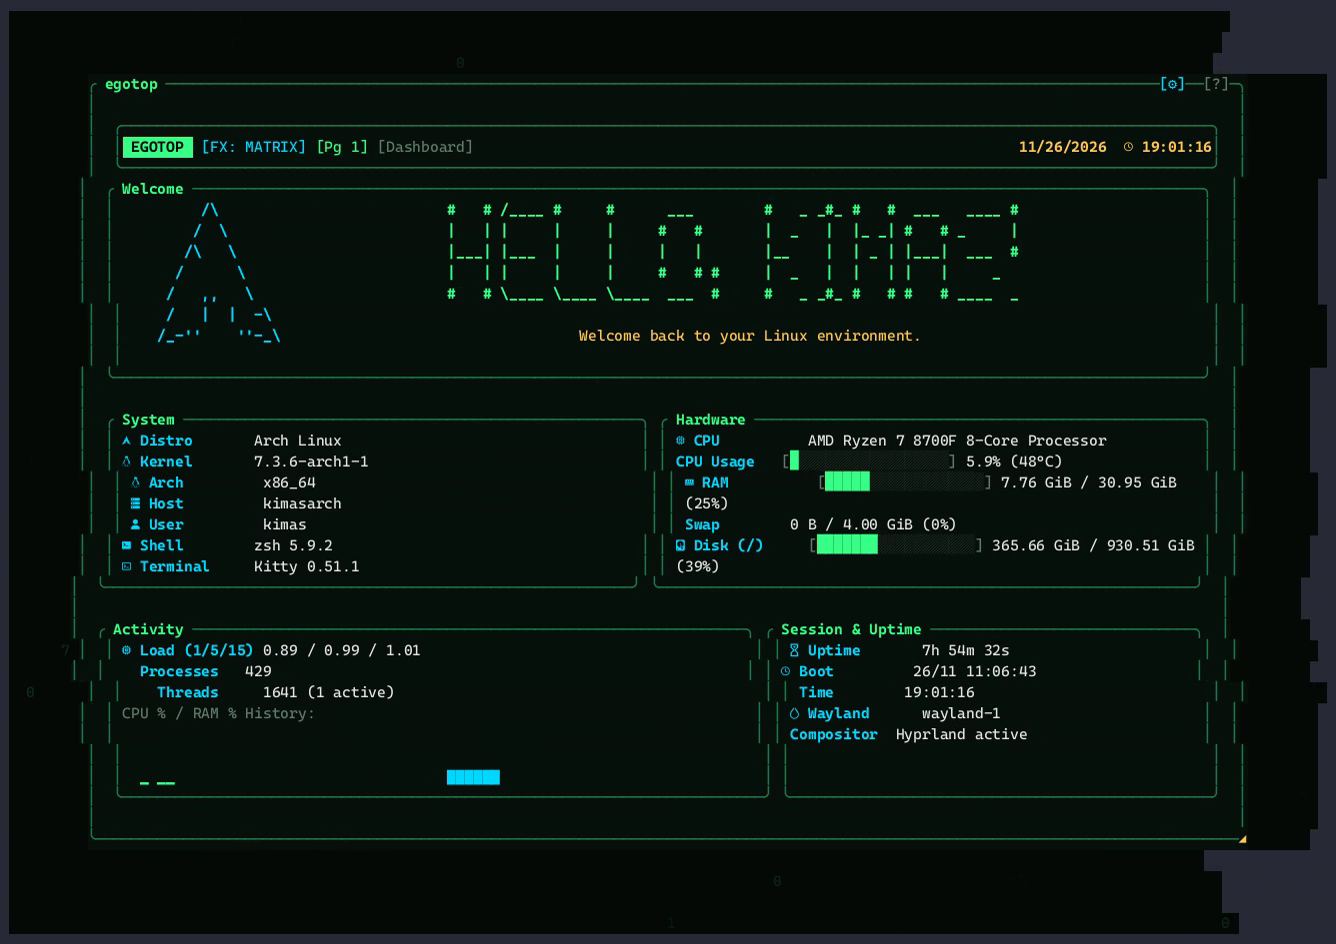 egotop [⚙] [?]
EGOTOP [FX: MATRIX] [Pg 1] [Dashboard] 11/26/2026 19:01:16
Welcome
HELLO, KIMAS!
Welcome back to your Linux environment.
System
Distro Arch Linux
Kernel 7.3.6-arch1-1
Arch x86_64
Host kimasarch
User kimas
Shell zsh 5.9.2
Terminal Kitty 0.51.1
Hardware
CPU AMD Ryzen 7 8700F 8-Core Processor
CPU Usage [ ] 5.9% (48°C)
RAM [ ] 7.76 GiB / 30.95 GiB
(25%)
Swap 0 B / 4.00 GiB (0%)
Disk (/) [ ] 365.66 GiB / 930.51 GiB
(39%)
Activity
Load (1/5/15) 0.89 / 0.99 / 1.01
Processes 429
Threads 1641 (1 active)
CPU % / RAM % History:
Session & Uptime
Uptime 7h 54m 32s
Boot 26/11 11:06:43
Time 19:01:16
Wayland wayland-1
Compositor Hyprland active